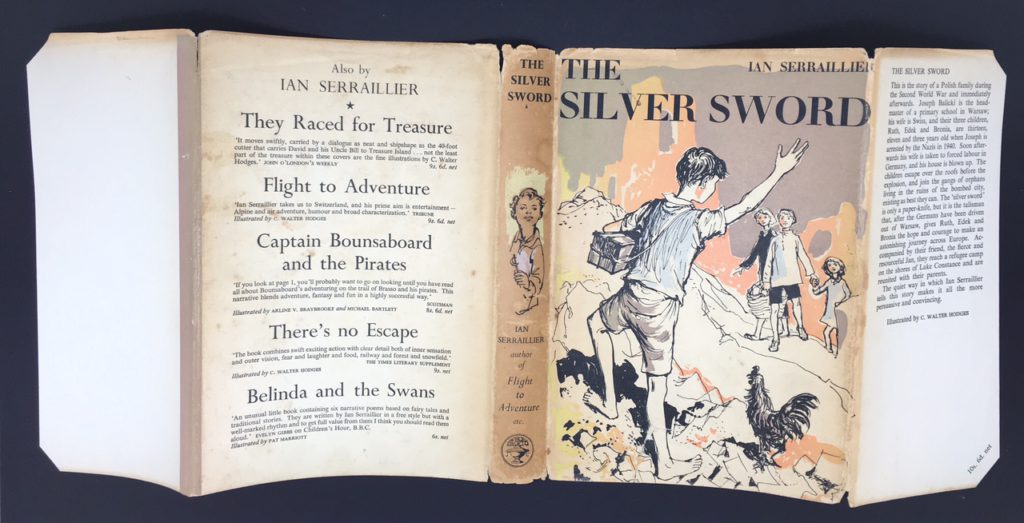 Also by
IAN SERRAILLIER
★
They Raced for Treasure
'It moves swiftly, carried by a dialogue as neat and shipshape as the 40-foot
cutter that carries David and his Uncle Bill to Treasure Island . . . not the least
part of the treasure within these covers are the fine illustrations by C. Walter
Hodges.' JOHN O'LONDON'S WEEKLY 9s. 6d. net
Flight to Adventure
'Ian Serraillier takes us to Switzerland, and his prime aim is entertainment—
Alpine and air adventure, humour and broad characterization.' TRIBUNE
Illustrated by C. WALTER HODGES 9s. 6d. net
Captain Bounsaboard
and the Pirates
'If you look at page 1, you'll probably want to go on looking until you have read
all about Bounsaboard's adventuring on the trail of Brasso and his pirates. This
narrative blends adventure, fantasy and fun in a highly successful way.'
SCOTSMAN
Illustrated by ARLINE V. BRAYBROOKE and MICHAEL BARTLETT 8s. 6d. net
There's no Escape
'The book combines swift exciting action with clear detail both of inner sensation
and outer vision, fear and laughter and food, railway and forest and snowfield.'
THE TIMES LITERARY SUPPLEMENT
Illustrated by C. WALTER HODGES 9s. net
Belinda and the Swans
'An unusual little book containing six narrative poems based on fairy tales and
traditional stories. They are written by Ian Serraillier in a free style but with a
well-marked rhythm and to get full value from them I think you should read them
aloud.' EVELYN GIBBS on Children's Hour, B.B.C.
Illustrated by PAT MARRIOTT 6s. net
THE
SILVER
SWORD
IAN
SERRAILLIER
author
of
Flight
to
Adventure
etc.
THE IAN SERRAILLIER
SILVER SWORD
THE SILVER SWORD
This is the story of a Polish family during
the Second World War and immediately
afterwards. Joseph Balicki is the head-
master of a primary school in Warsaw;
his wife is Swiss, and their three children,
Ruth, Edek and Bronia, are thirteen,
eleven and three years old when Joseph is
arrested by the Nazis in 1940. Soon after-
wards his wife is taken to forced labour in
Germany, and his house is blown up. The
children escape over the roofs before the
explosion, and join the gangs of orphans
living in the ruins of the bombed city,
existing as best they can. The 'silver sword'
is only a paper-knife, but it is the talisman
that, after the Germans have been driven
out of Warsaw, gives Ruth, Edek and
Bronia the hope and courage to make an
astonishing journey across Europe. Ac-
companied by their friend, the fierce and
resourceful Jan, they reach a refugee camp
on the shores of Lake Constance and are
reunited with their parents.
The quiet way in which Ian Serraillier
tells this story makes it all the more
persuasive and convincing.
Illustrated by C. WALTER HODGES
10s. 6d. net